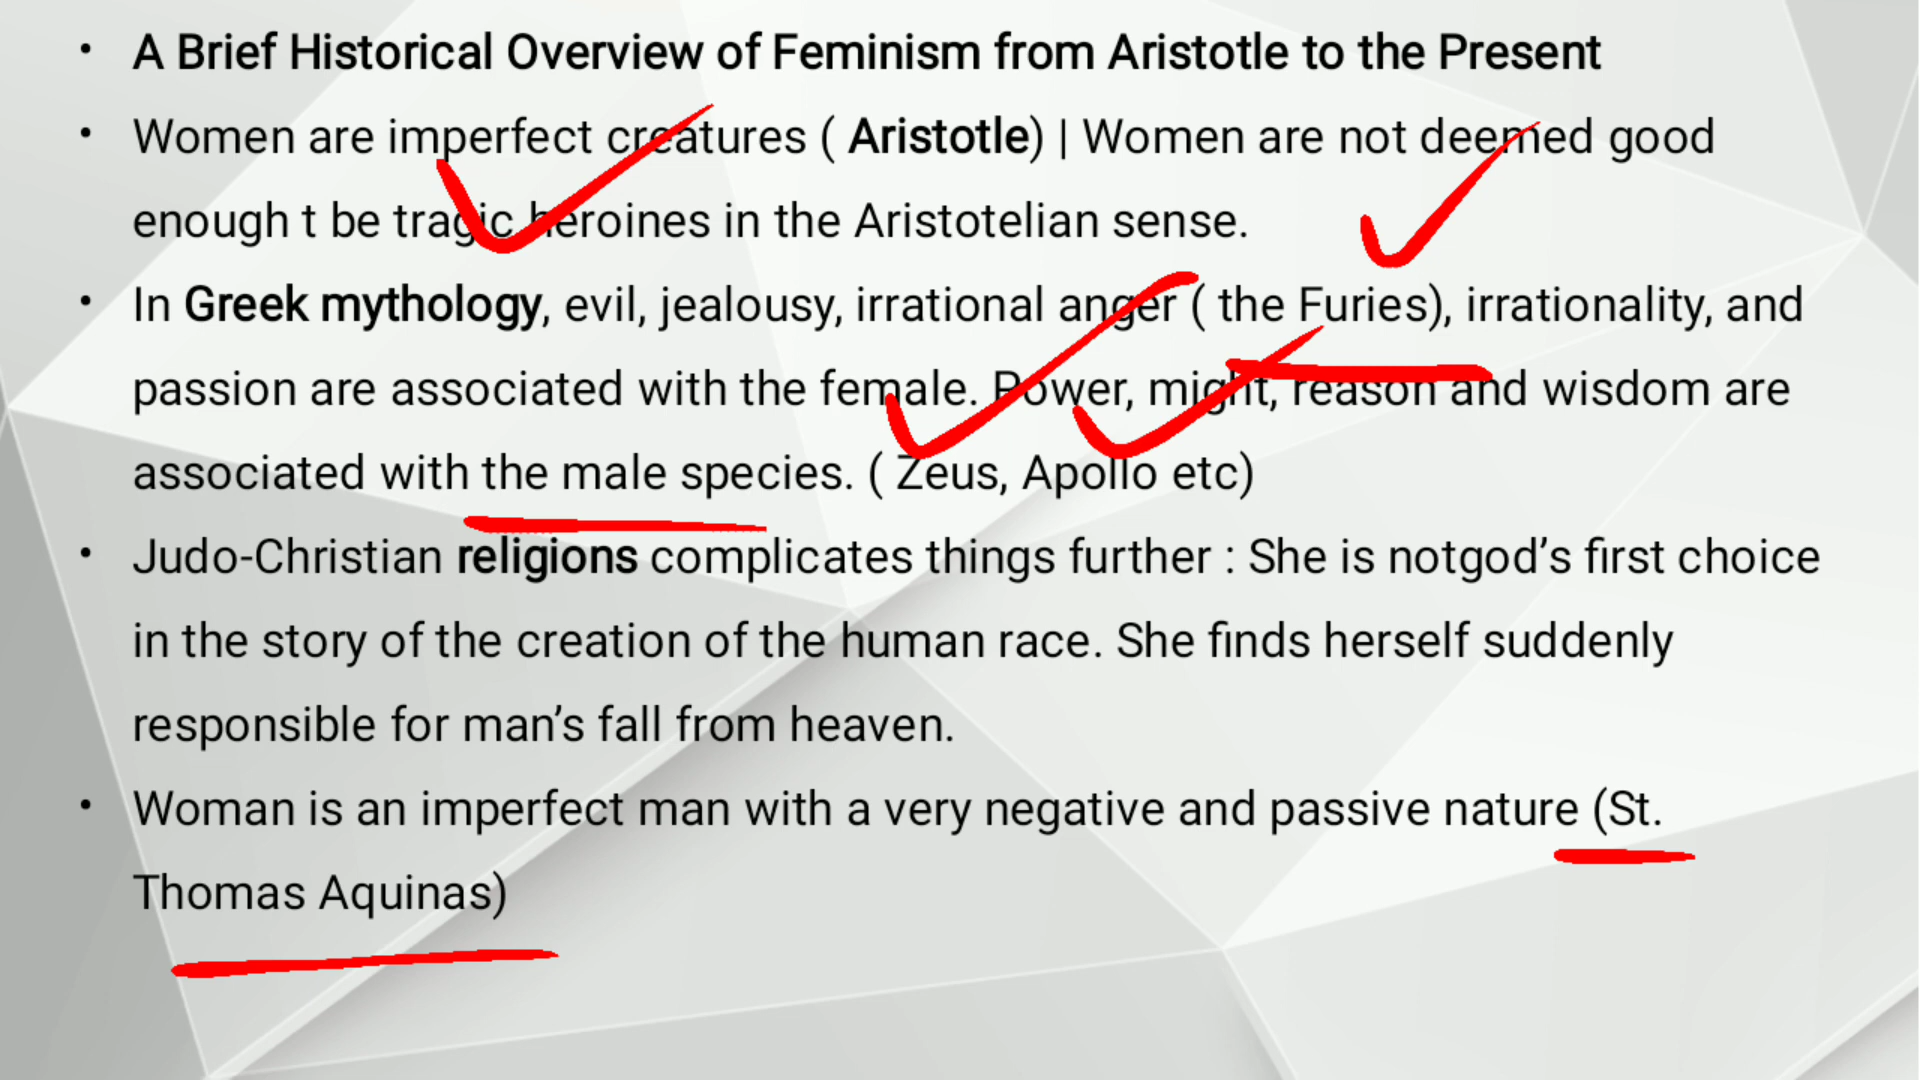 • A Brief Historical Overview of Feminism from Aristotle to the Present
• Women are imperfect creatures ( Aristotle) | Women are not deemed good
enough t be tragic heroines in the Aristotelian sense.
• In Greek mythology, evil, jealousy, irrational anger ( the Furies), irrationality, and
passion are associated with the female. Power, might, reason and wisdom are
associated with the male species. ( Zeus, Apollo etc)
• Judo-Christian religions complicates things further : She is notgod’s first choice
in the story of the creation of the human race. She finds herself suddenly
responsible for man’s fall from heaven.
• Woman is an imperfect man with a very negative and passive nature (St.
Thomas Aquinas)